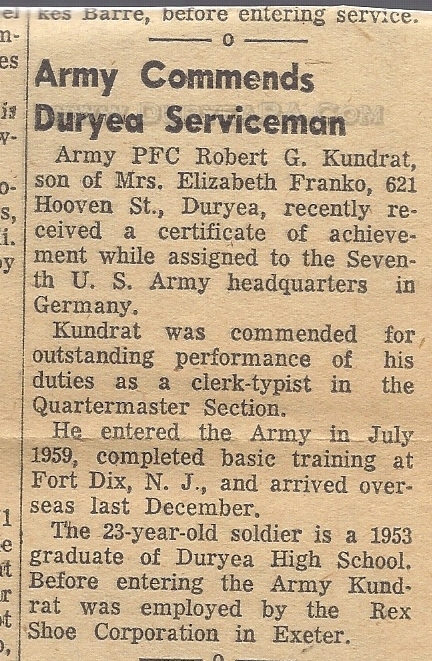 kes Barre, before entering service.
o
Army Commends
Duryea Serviceman
Army PFC Robert G. Kundrat,
son of Mrs. Elizabeth Franko, 621
Hooven St., Duryea, recently re-
ceived a certificate of achieve-
ment while assigned to the Seven-
th U. S. Army headquarters in
Germany.
Kundrat was commended for
outstanding performance of his
duties as a clerk-typist in the
Quartermaster Section.
He entered the Army in July
1959, completed basic training at
Fort Dix, N. J., and arrived over-
seas last December.
The 23-year-old soldier is a 1953
graduate of Duryea High School.
Before entering the Army Kund-
rat was employed by the Rex
Shoe Corporation in Exeter.
o